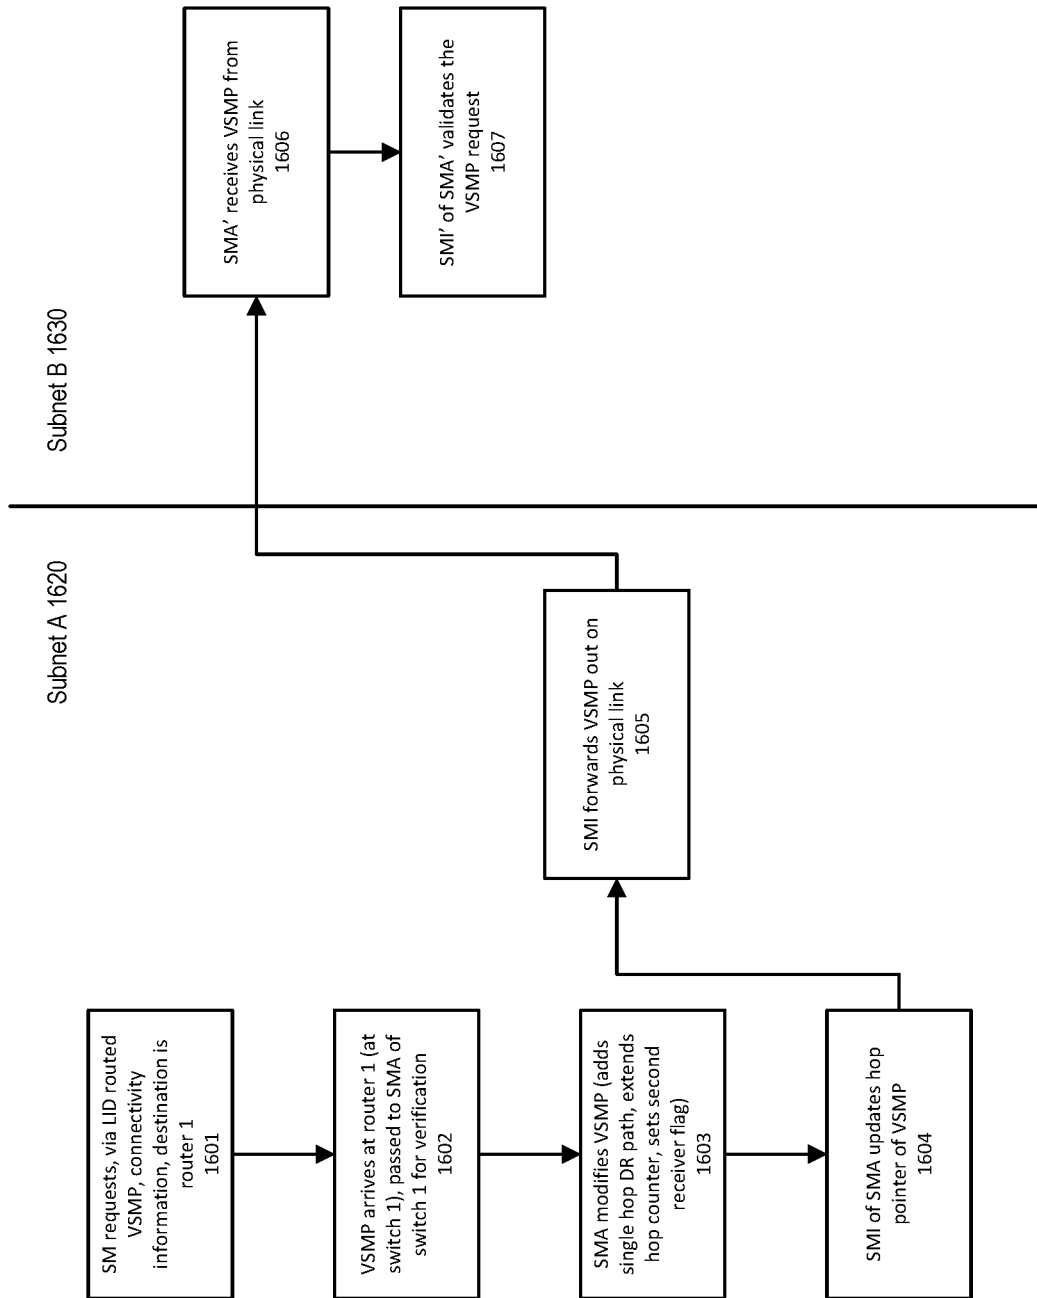 Subnet A 1620
Subnet B 1630
SM requests, via LID routed
VSMP, connectivity
information, destination is
router 1
1601
VSMP arrives at router 1 (at
switch 1), passed to SMA of
switch 1 for verification
1602
SMA modifies VSMP (adds
single hop DR path, extends
hop counter, sets second
receiver flag)
1603
SMI of SMA updates hop
pointer of VSMP
1604
SMI forwards VSMP out on
physical link
1605
SMA’ receives VSMP from
physical link
1606
SMI’ of SMA’ validates the
VSMP request
1607